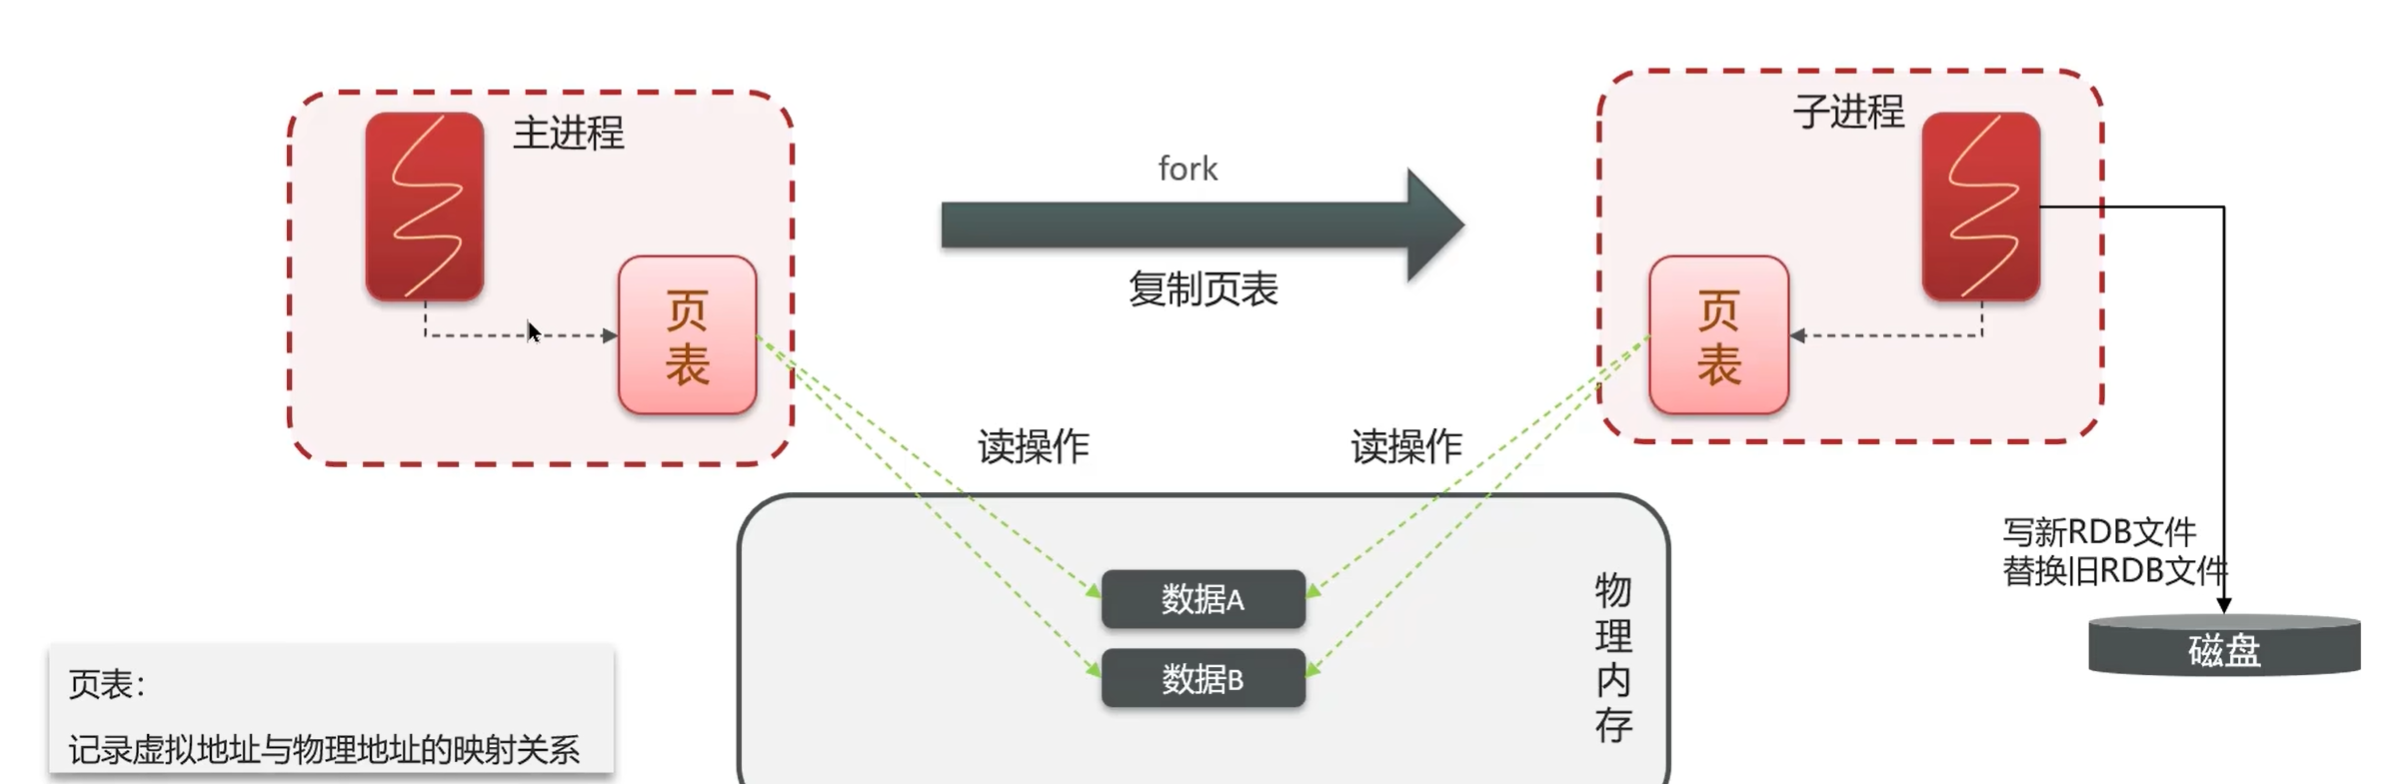 主进程
子进程
fork
复制页表
页
表
页
表
读操作
读操作
写新RDB文件
替换旧RDB文件
数据A
数据B
物
理
内
存
磁盘
页表：
记录虚拟地址与物理地址的映射关系